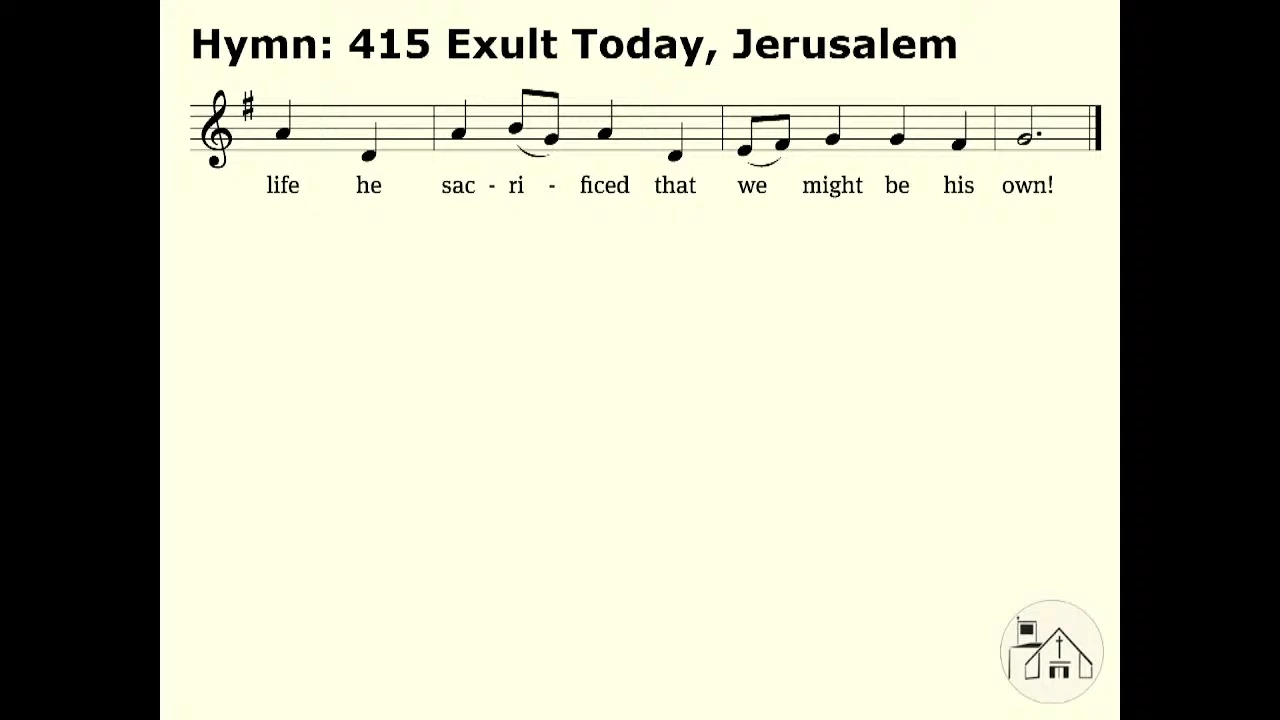 Hymn: 415 Exult Today, Jerusalem
life he sac - ri - ficed that we might be his own!